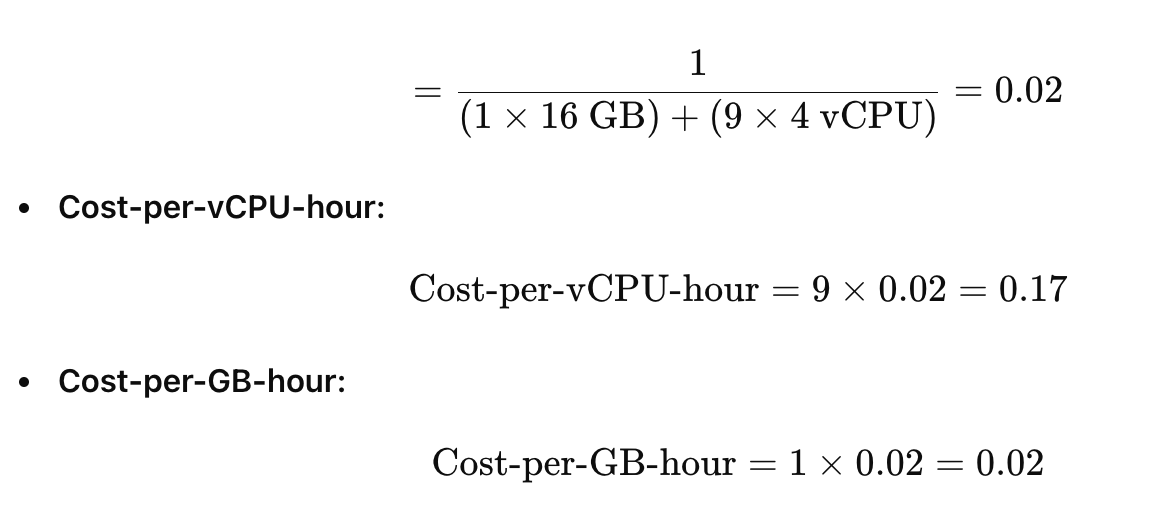 = 1 / ((1 × 16 GB) + (9 × 4 vCPU)) = 0.02
• Cost-per-vCPU-hour:
Cost-per-vCPU-hour = 9 × 0.02 = 0.17
• Cost-per-GB-hour:
Cost-per-GB-hour = 1 × 0.02 = 0.02